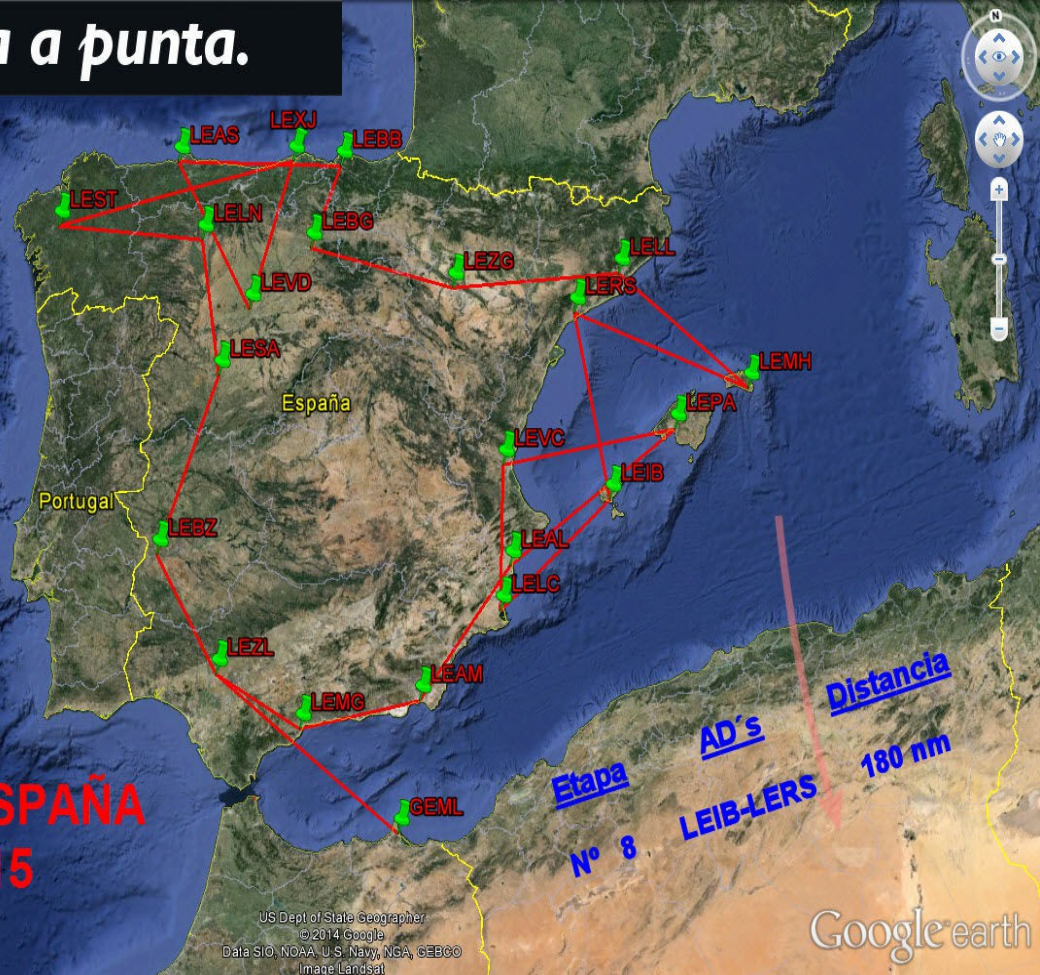 a punta.
LEAS
LEXJ
LEBB
LEST
LELN
LEBG
LEZG
LELL
LEVD
LERS
LESA
LEMH
España
LEPA
LEVC
LEIB
Portugal
LEBZ
LEAL
LELC
LEZL
LEAM
LEMG
GEML
SPAÑA
5
Etapa AD´s Distancia
Nº 8 LEIB-LERS 180 nm
N
US Dept of State Geographer
© 2014 Google
Data SIO, NOAA, U.S. Navy, NGA, GEBCO
Image Landsat
Google earth